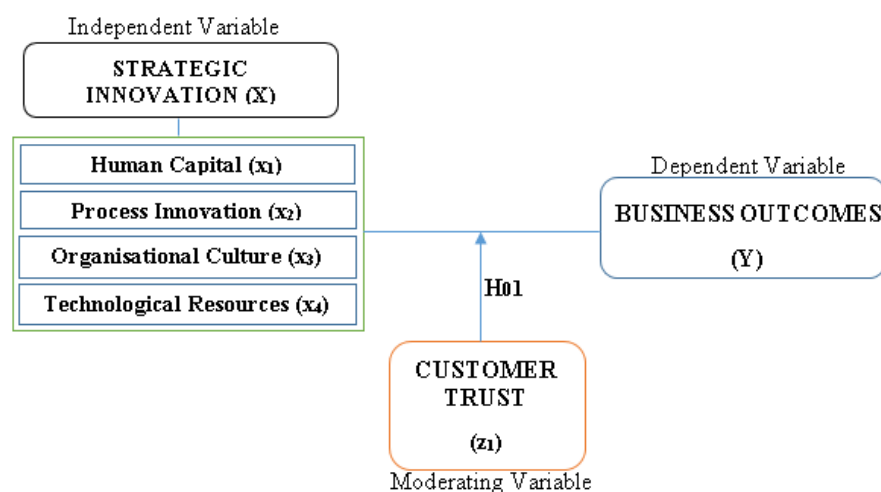 Independent Variable
STRATEGIC
INNOVATION (X)
Human Capital (x₁)
Process Innovation (x₂)
Organisational Culture (x₃)
Technological Resources (x₄)
Dependent Variable
BUSINESS OUTCOMES
(Y)
H01
CUSTOMER
TRUST
(z₁)
Moderating Variable